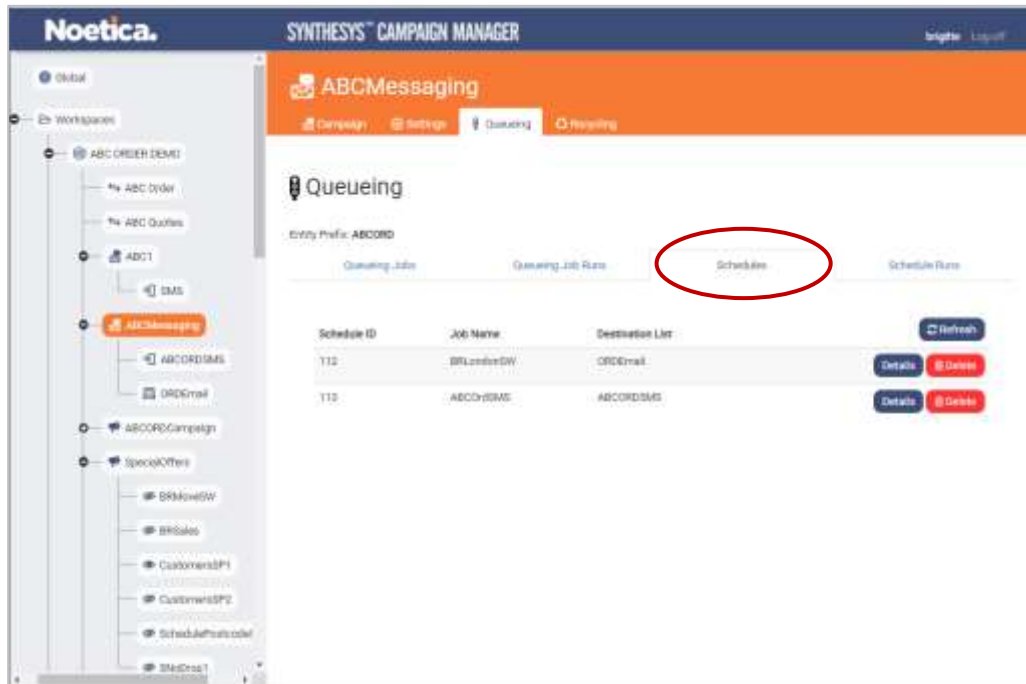 Noetica.
SYNTHESYS™ CAMPAIGN MANAGER
brigitte Log off
Global
Workspaces
ABC ORDER DEMO
ABC Order
ABC Quotes
ABC1
SMS
ABCMessaging
ABCORDSMS
ORDEmail
ABCORDCampaign
SpecialOffers
BRMoveSW
BRSales
CustomersSP1
CustomersSP2
SNoDrop1
ABCMessaging
Campaign Settings Queueing Recycling
Queueing
Entity Prefix: ABCORD
Queueing Jobs Queueing Job Runs Schedules Schedule Runs
Schedule ID Job Name Destination List Refresh
112 BRLondonSW ORDEmail Details Delete
113 ABCOrdSMS ABCORDSMS Details Delete